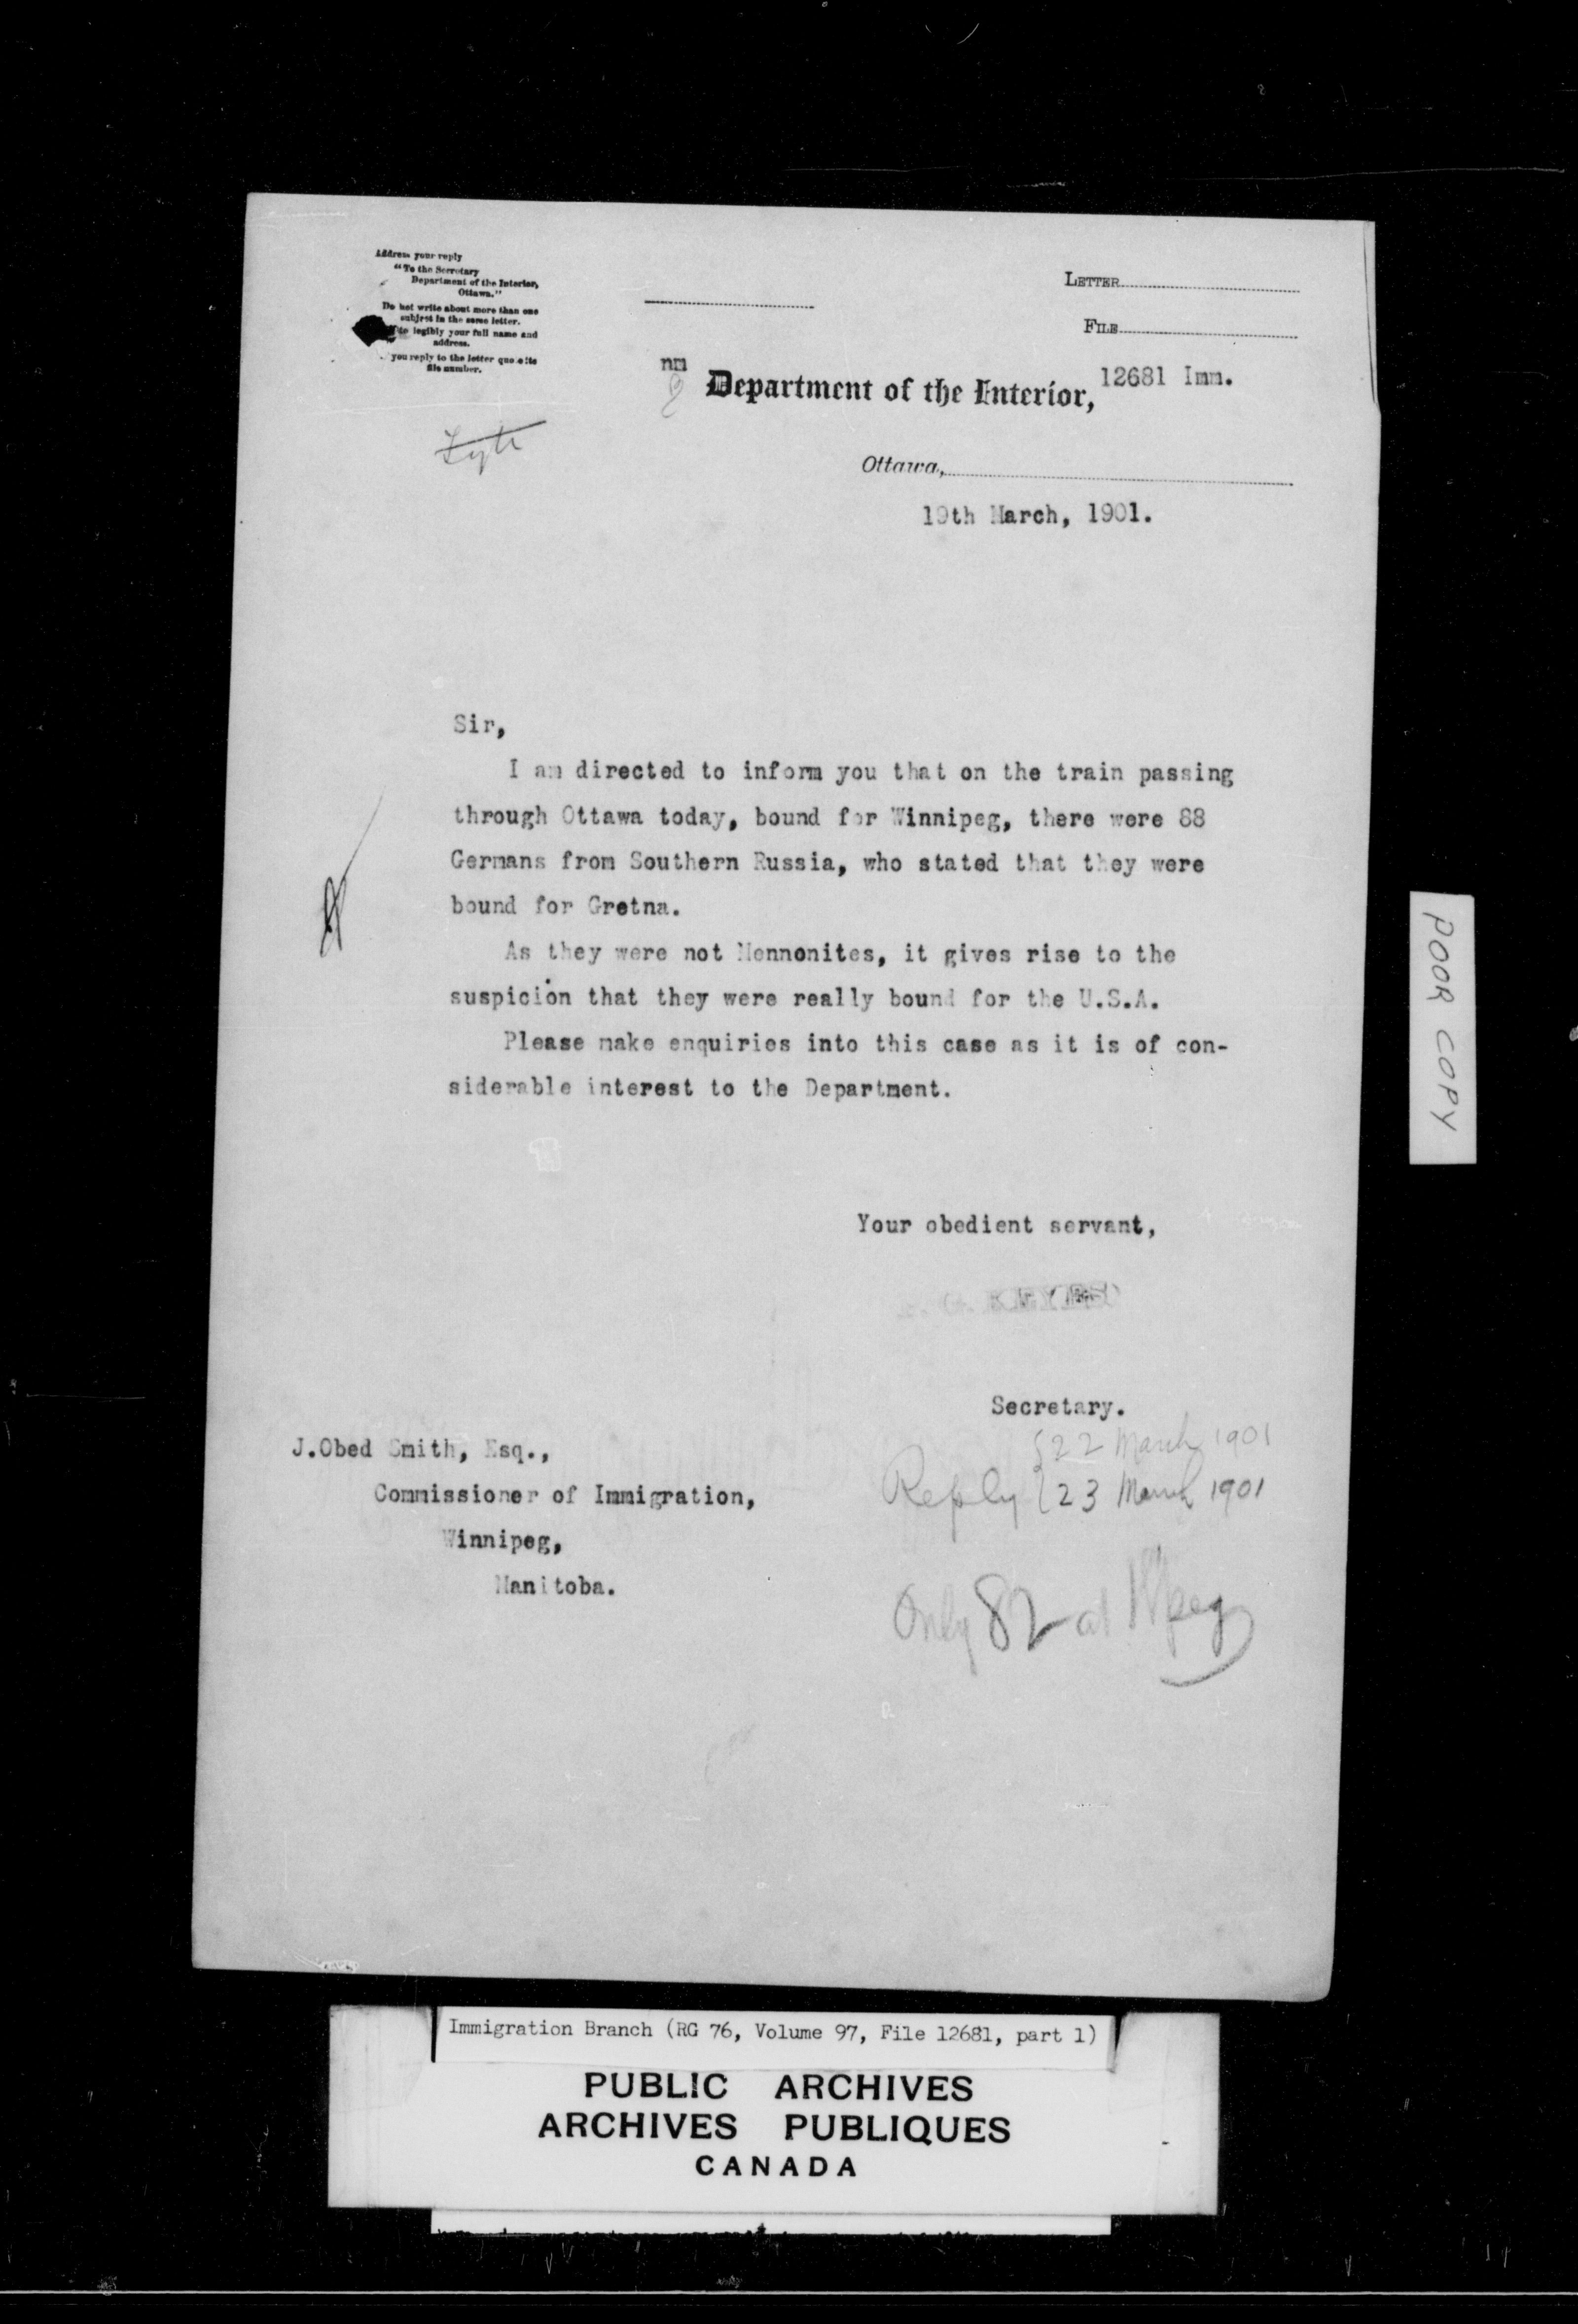 Address your reply
"To the Secretary
Department of the Interior,
Ottawa."
Do not write about more than one
subject in the same letter.
legibly your full name and
address.
you reply to the letter quo e its
file number.
LETTER
FILE
nm
Department of the Interior,
12681 Imm.
Ottawa,
19th March, 1901.
Sir,
I am directed to inform you that on the train passing
through Ottawa today, bound for Winnipeg, there were 88
Germans from Southern Russia, who stated that they were
bound for Gretna.
As they were not Mennonites, it gives rise to the
suspicion that they were really bound for the U.S.A.
Please make enquiries into this case as it is of con-
siderable interest to the Department.
Your obedient servant,
Secretary.
J.Obed Smith, Esq.,
Commissioner of Immigration,
Winnipeg,
Manitoba.
22 March 1901
Reply 23 March 1901
Only 82 at Wpeg
POOR COPY
Immigration Branch (RG 76, Volume 97, File 12681, part 1)
PUBLIC ARCHIVES
ARCHIVES PUBLIQUES
CANADA